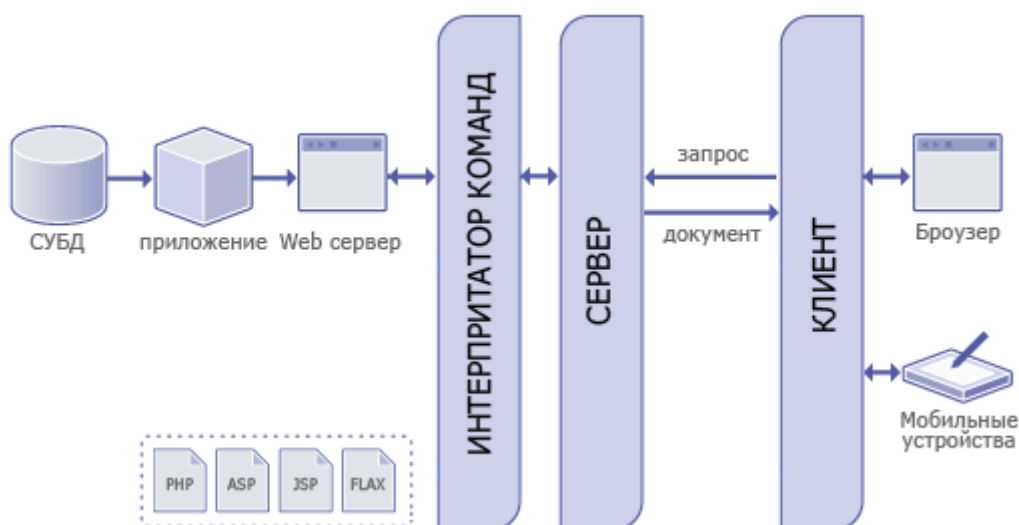 СУБД
приложение
Web сервер
ИНТЕРПРИТАТОР КОМАНД
СЕРВЕР
запрос
документ
КЛИЕНТ
Броузер
Мобильные
устройства
PHP
ASP
JSP
FLAX